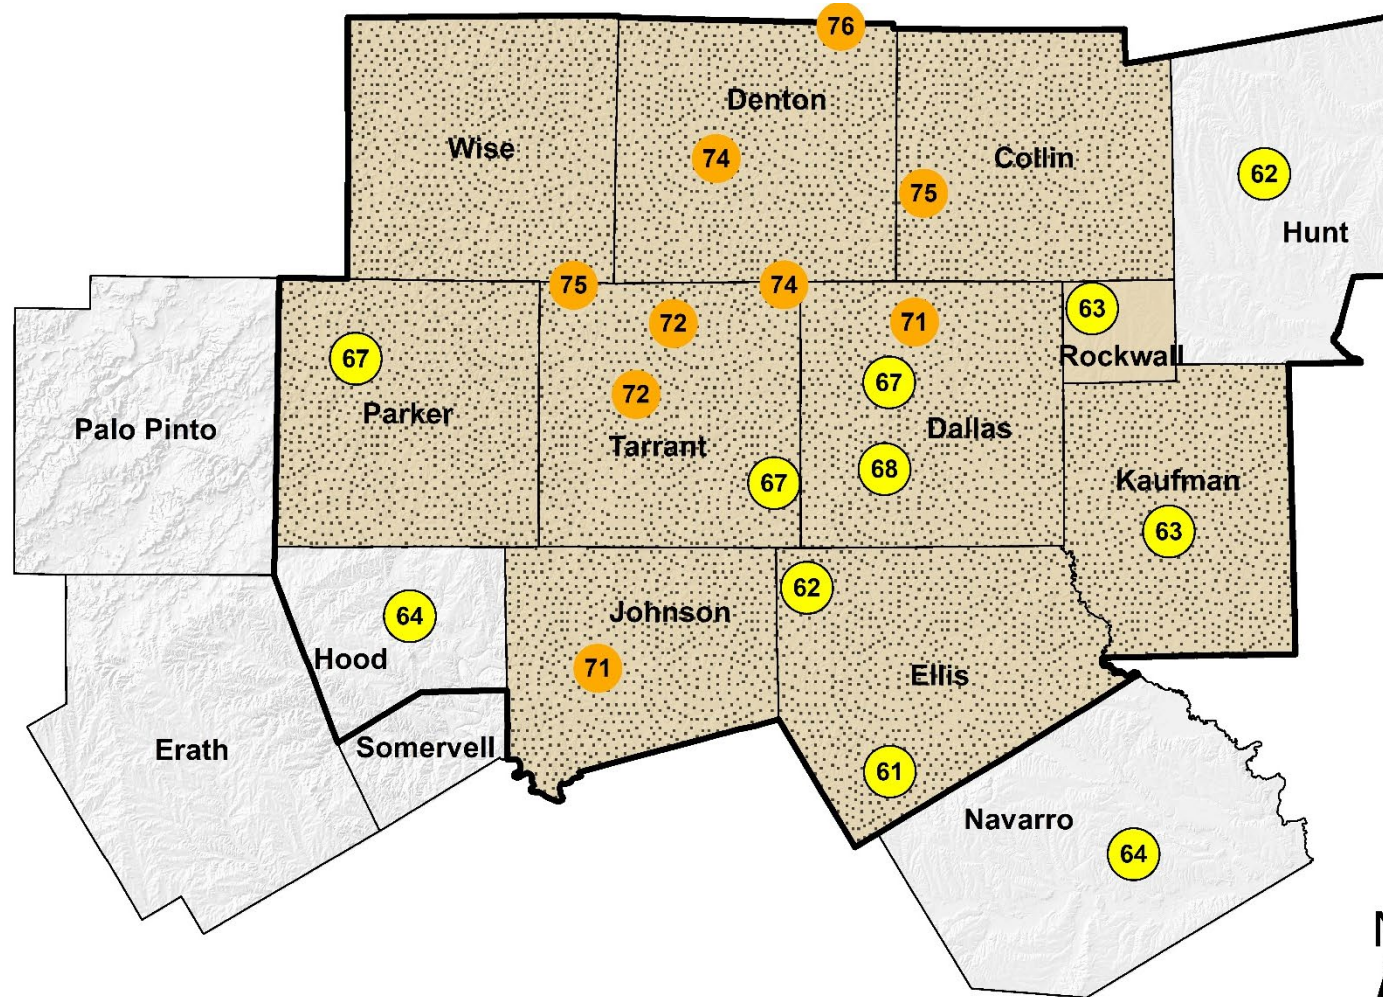 76
Denton
Wise
74
Collin
75
62
Hunt
75
74
72
71
63
Rockwall
67
67
72
Parker
Palo Pinto
Tarrant
Dallas
68
67
Kaufman
63
62
64
Johnson
Hood
71
Ellis
Erath
Somervell
61
Navarro
64